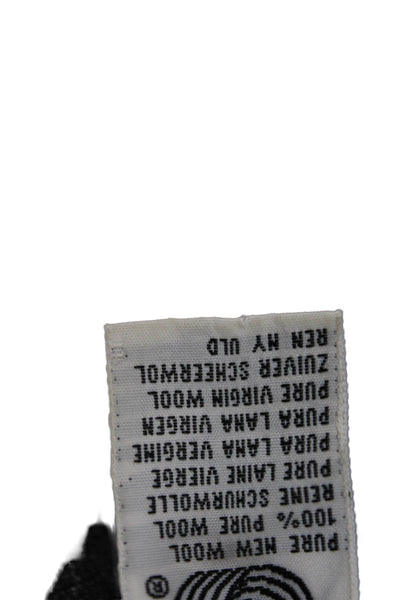 ®
PURE NEW WOOL
100% PURE WOOL
REINE SCHURWOLLE
PURE LAINE VIERGE
PURA LANA VERGINE
PURA LANA VIRGEN
PURE VIRGIN WOOL
ZUIVER SCHEERWOL
REN NY ULD